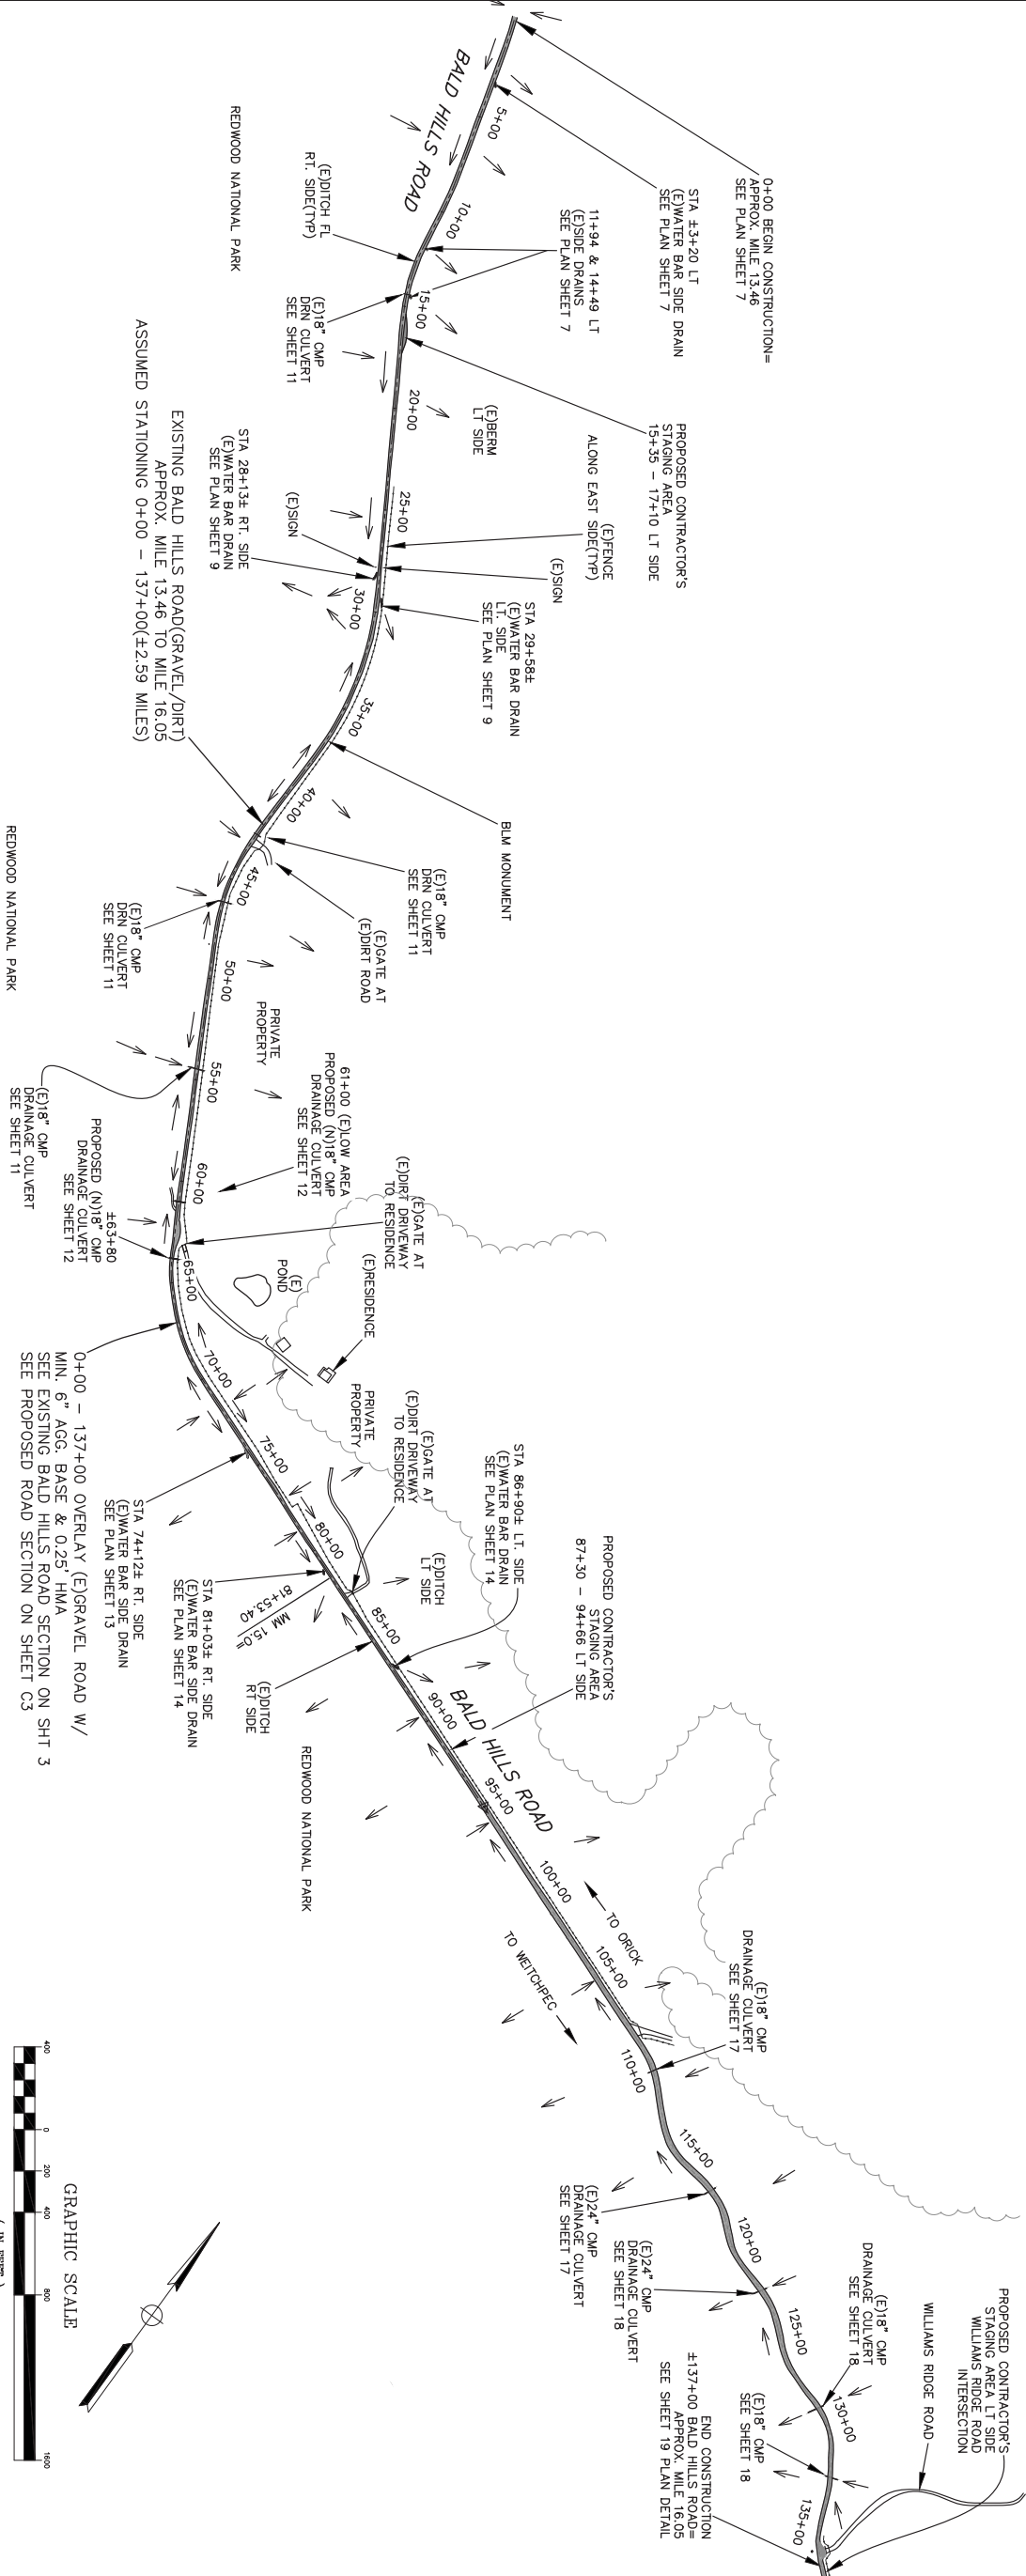 0+00 BEGIN CONSTRUCTION=
APPROX. MILE 13.46
SEE PLAN SHEET 7
STA ±3+20 LT
(E)WATER BAR SIDE DRAIN
SEE PLAN SHEET 7
11+94 & 14+49 LT
(E)SIDE DRAINS
SEE PLAN SHEET 7
BALD HILLS ROAD
5+00
10+00
15+00
20+00
25+00
30+00
35+00
40+00
45+00
50+00
55+00
60+00
65+00
70+00
75+00
80+00
85+00
90+00
95+00
100+00
105+00
110+00
115+00
120+00
125+00
130+00
135+00
REDWOOD NATIONAL PARK
(E)DITCH FL
RT. SIDE(TYP)
(E)18" CMP
DRN CULVERT
SEE SHEET 11
PROPOSED CONTRACTOR'S
STAGING AREA
15+35 - 17+10 LT SIDE
(E)BERM
LT SIDE
(E)FENCE
ALONG EAST SIDE(TYP)
(E)SIGN
(E)SIGN
STA 28+13± RT. SIDE
(E)WATER BAR DRAIN
SEE PLAN SHEET 9
STA 29+58±
(E)WATER BAR DRAIN
LT. SIDE
SEE PLAN SHEET 9
EXISTING BALD HILLS ROAD(GRAVEL/DIRT)
APPROX. MILE 13.46 TO MILE 16.05
ASSUMED STATIONING 0+00 - 137+00(±2.59 MILES)
BLM MONUMENT
(E)18" CMP
DRN CULVERT
SEE SHEET 11
(E)GATE AT
(E)DIRT ROAD
(E)18" CMP
DRN CULVERT
SEE SHEET 11
REDWOOD NATIONAL PARK
PRIVATE
PROPERTY
61+00 (E)LOW AREA
PROPOSED (N)18" CMP
DRAINAGE CULVERT
SEE SHEET 12
(E)18" CMP
DRAINAGE CULVERT
SEE SHEET 11
±63+80
PROPOSED (N)18" CMP
DRAINAGE CULVERT
SEE SHEET 12
(E)GATE AT
(E)DIRT DRIVEWAY
TO RESIDENCE
(E)RESIDENCE
(E)
POND
0+00 - 137+00 OVERLAY (E)GRAVEL ROAD W/
MIN. 6" AGG. BASE & 0.25' HMA
SEE EXISTING BALD HILLS ROAD SECTION ON SHT 3
SEE PROPOSED ROAD SECTION ON SHEET C3
PRIVATE
PROPERTY
(E)GATE AT
(E)DIRT DRIVEWAY
TO RESIDENCE
STA 74+12± RT. SIDE
(E)WATER BAR SIDE DRAIN
SEE PLAN SHEET 13
STA 81+03± RT. SIDE
(E)WATER BAR SIDE DRAIN
SEE PLAN SHEET 14
MM 15.0=
81+53.40
(E)DITCH
LT SIDE
(E)DITCH
RT SIDE
STA 86+90± LT. SIDE
(E)WATER BAR DRAIN
SEE PLAN SHEET 14
PROPOSED CONTRACTOR'S
STAGING AREA
87+30 - 94+66 LT SIDE
BALD HILLS ROAD
REDWOOD NATIONAL PARK
TO ORICK
TO WEITCHPEC
(E)18" CMP
DRAINAGE CULVERT
SEE SHEET 17
(E)24" CMP
DRAINAGE CULVERT
SEE SHEET 17
(E)24" CMP
DRAINAGE CULVERT
SEE SHEET 18
(E)18" CMP
DRAINAGE CULVERT
SEE SHEET 18
(E)18" CMP
SEE SHEET 18
WILLIAMS RIDGE ROAD
PROPOSED CONTRACTOR'S
STAGING AREA LT SIDE
WILLIAMS RIDGE ROAD
INTERSECTION
END CONSTRUCTION
±137+00 BALD HILLS ROAD=
APPROX. MILE 16.05
SEE SHEET 19 PLAN DETAIL
GRAPHIC SCALE
400 0 200 400 800 1600
( IN FEET )